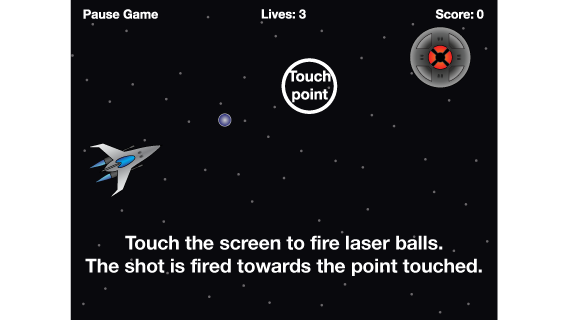 Pause Game
Lives: 3
Score: 0
Touch
point
Touch the screen to fire laser balls.
The shot is fired towards the point touched.